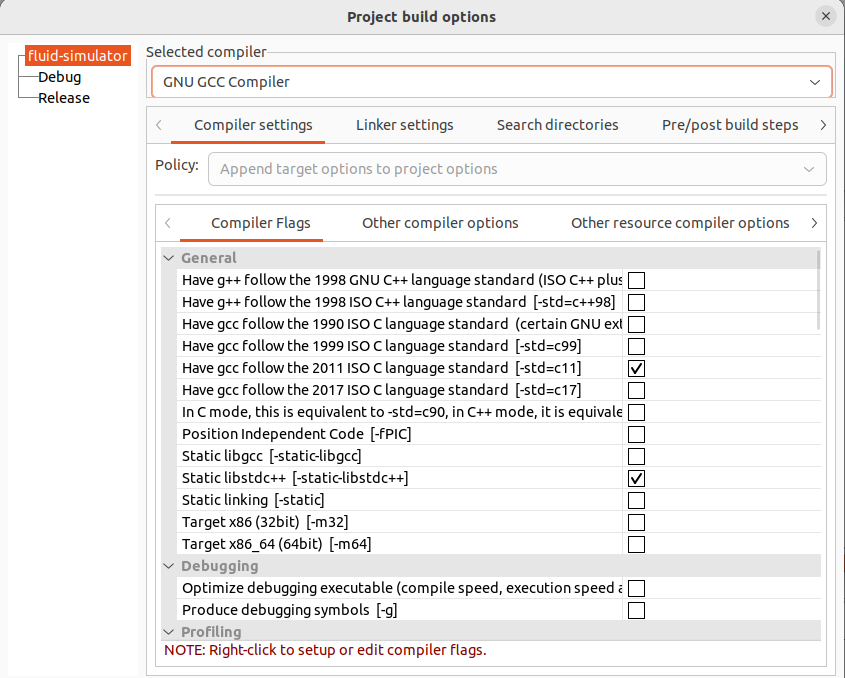 Project build options
fluid-simulator
Debug
Release
Selected compiler
GNU GCC Compiler
Compiler settings
Linker settings
Search directories
Pre/post build steps
Policy:
Append target options to project options
Compiler Flags
Other compiler options
Other resource compiler options
General
Have g++ follow the 1998 GNU C++ language standard (ISO C++ plus
Have g++ follow the 1998 ISO C++ language standard [-std=c++98]
Have gcc follow the 1990 ISO C language standard (certain GNU ext
Have gcc follow the 1999 ISO C language standard [-std=c99]
Have gcc follow the 2011 ISO C language standard [-std=c11]
Have gcc follow the 2017 ISO C language standard [-std=c17]
In C mode, this is equivalent to -std=c90, in C++ mode, it is equivale
Position Independent Code [-fPIC]
Static libgcc [-static-libgcc]
Static libstdc++ [-static-libstdc++]
Static linking [-static]
Target x86 (32bit) [-m32]
Target x86_64 (64bit) [-m64]
Debugging
Optimize debugging executable (compile speed, execution speed a
Produce debugging symbols [-g]
Profiling
NOTE: Right-click to setup or edit compiler flags.